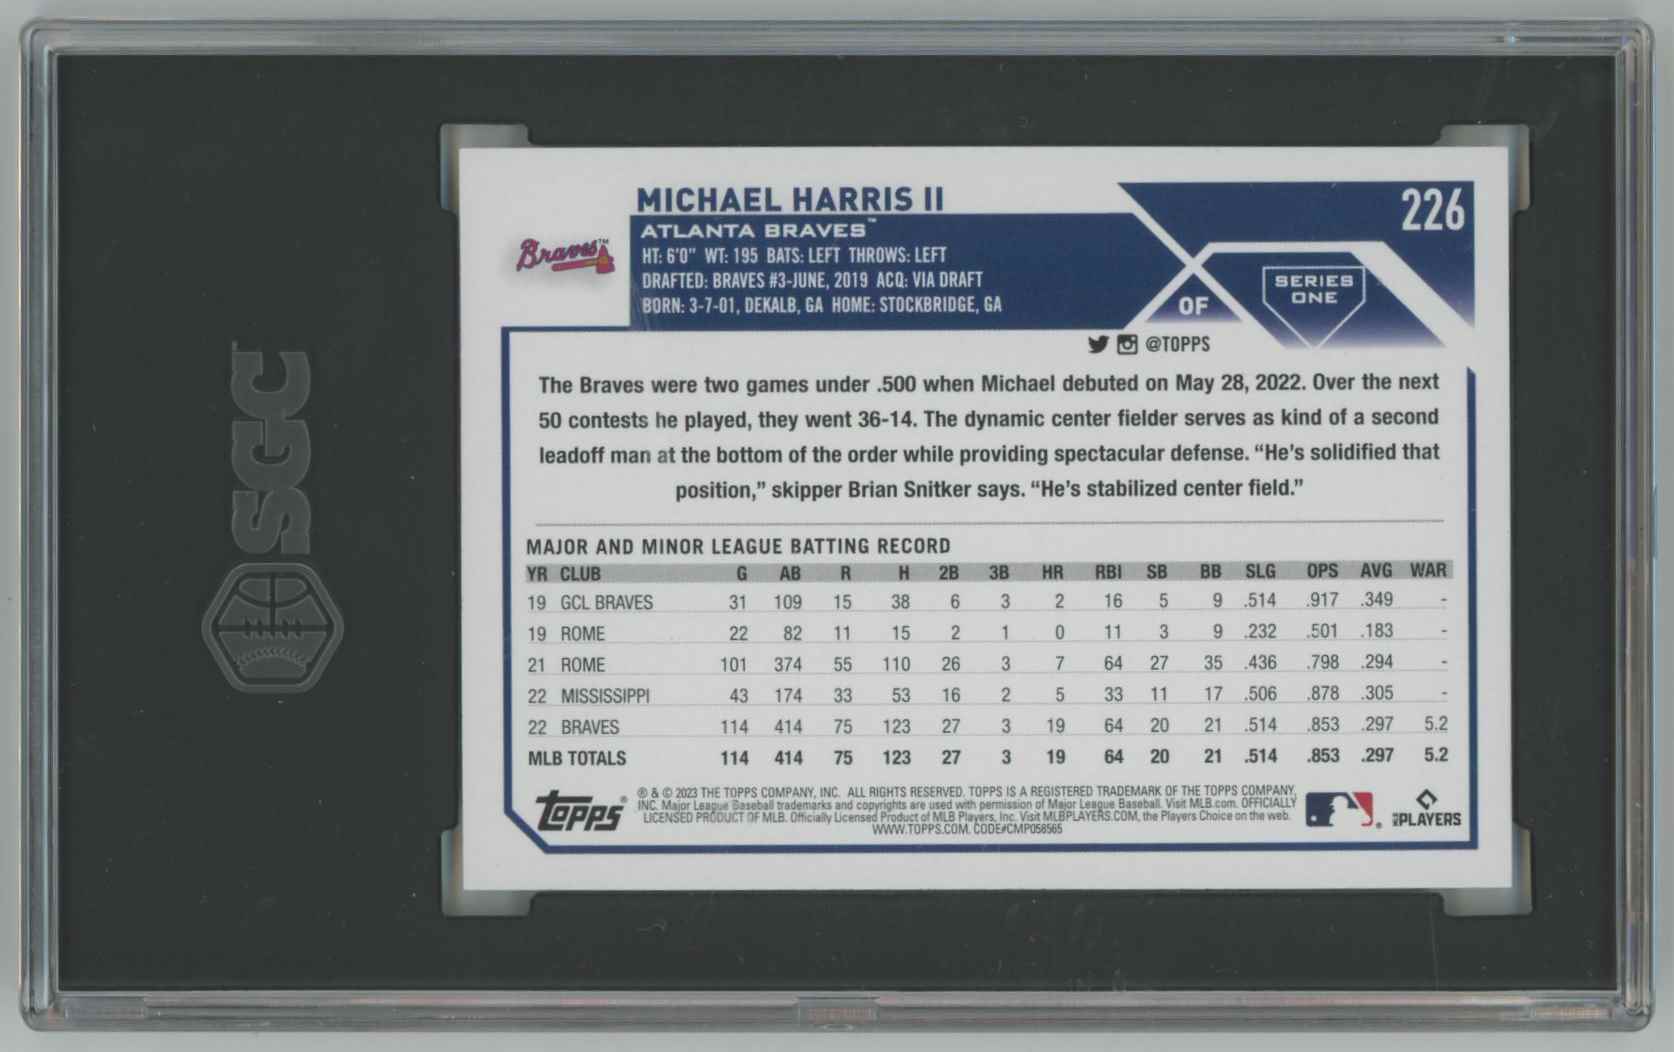 SGC
MICHAEL HARRIS II
226
Braves™
ATLANTA BRAVES™
HT: 6'0" WT: 195 BATS: LEFT THROWS: LEFT
DRAFTED: BRAVES #3-JUNE, 2019 ACQ: VIA DRAFT
BORN: 3-7-01, DEKALB, GA HOME: STOCKBRIDGE, GA
OF
SERIES
ONE
@TOPPS
The Braves were two games under .500 when Michael debuted on May 28, 2022. Over the next
50 contests he played, they went 36-14. The dynamic center fielder serves as kind of a second
leadoff man at the bottom of the order while providing spectacular defense. “He’s solidified that
position,” skipper Brian Snitker says. “He’s stabilized center field.”
MAJOR AND MINOR LEAGUE BATTING RECORD
YR CLUB G AB R H 2B 3B HR RBI SB BB SLG OPS AVG WAR
19 GCL BRAVES 31 109 15 38 6 3 2 16 5 9 .514 .917 .349 -
19 ROME 22 82 11 15 2 1 0 11 3 9 .232 .501 .183 -
21 ROME 101 374 55 110 26 3 7 64 27 35 .436 .798 .294 -
22 MISSISSIPPI 43 174 33 53 16 2 5 33 11 17 .506 .878 .305 -
22 BRAVES 114 414 75 123 27 3 19 64 20 21 .514 .853 .297 5.2
MLB TOTALS 114 414 75 123 27 3 19 64 20 21 .514 .853 .297 5.2
topps®
® & © 2023 THE TOPPS COMPANY, INC. ALL RIGHTS RESERVED. TOPPS IS A REGISTERED TRADEMARK OF THE TOPPS COMPANY,
INC. Major League Baseball trademarks and copyrights are used with permission of Major League Baseball. Visit MLB.com. OFFICIALLY
LICENSED PRODUCT OF MLB. Officially Licensed Product of MLB Players, Inc. Visit MLBPLAYERS.COM, the Players Choice on the web.
WWW.TOPPS.COM. CODE#CMP056565
MLB PLAYERS